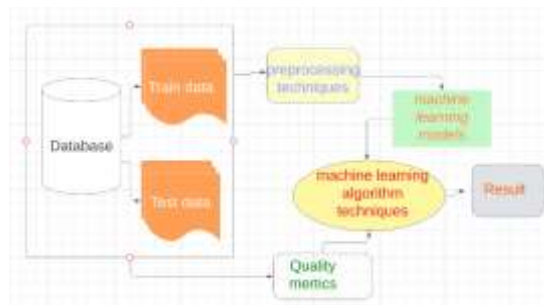 Train data
preprocessing
techniques
machine
learning
models
Database
machine learning
algorithm
techniques
Result
Test data
Quality
metrics